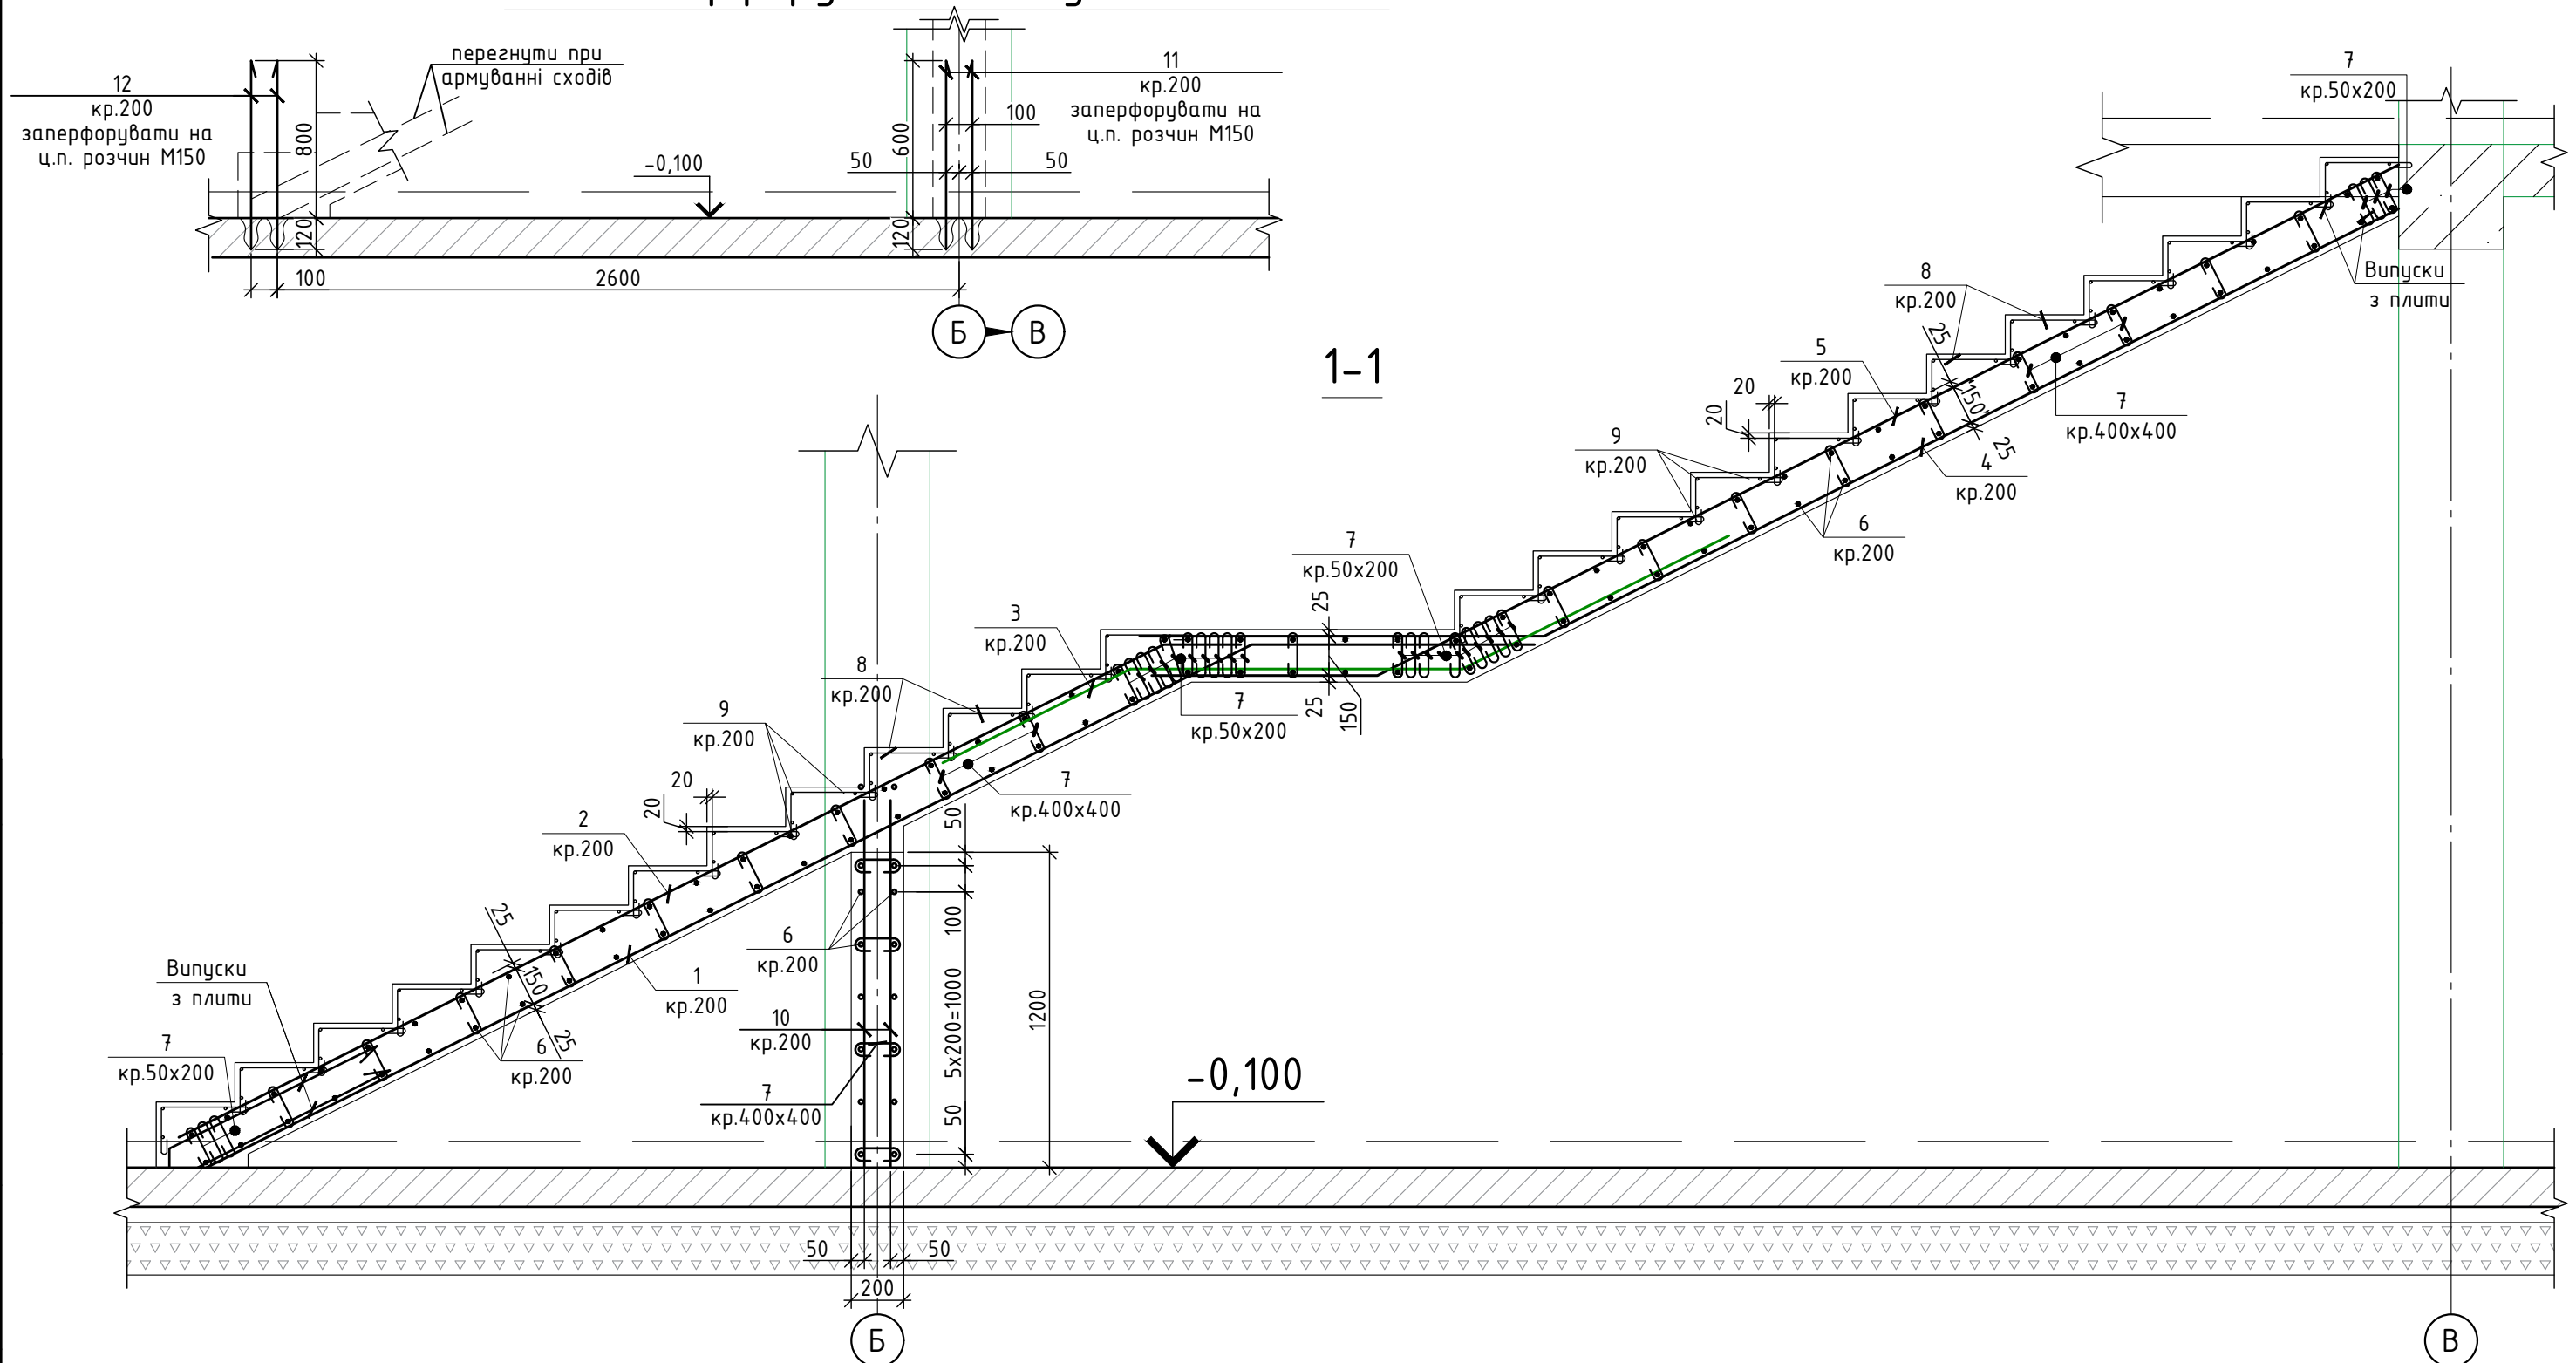 12
кр.200
заперфорувати на
ц.п. розчин М150
перегнути при
армуванні сходів
800
120
100
2600
-0,100
600
120
50
50
100
11
кр.200
заперфорувати на
ц.п. розчин М150
Б
В
1-1
7
кр.50х200
Випуски
з плити
8
кр.200
5
кр.200
25
150
25
7
кр.400х400
4
кр.200
20
20
9
кр.200
6
кр.200
7
кр.50х200
25
25
150
3
кр.200
7
кр.50х200
8
кр.200
7
кр.400х400
9
кр.200
20
20
2
кр.200
25
150
25
1
кр.200
6
кр.200
Випуски
з плити
7
кр.50х200
6
кр.200
10
кр.200
7
кр.400х400
50
100
5х200=1000
50
1200
-0,100
50
50
200
Б
В